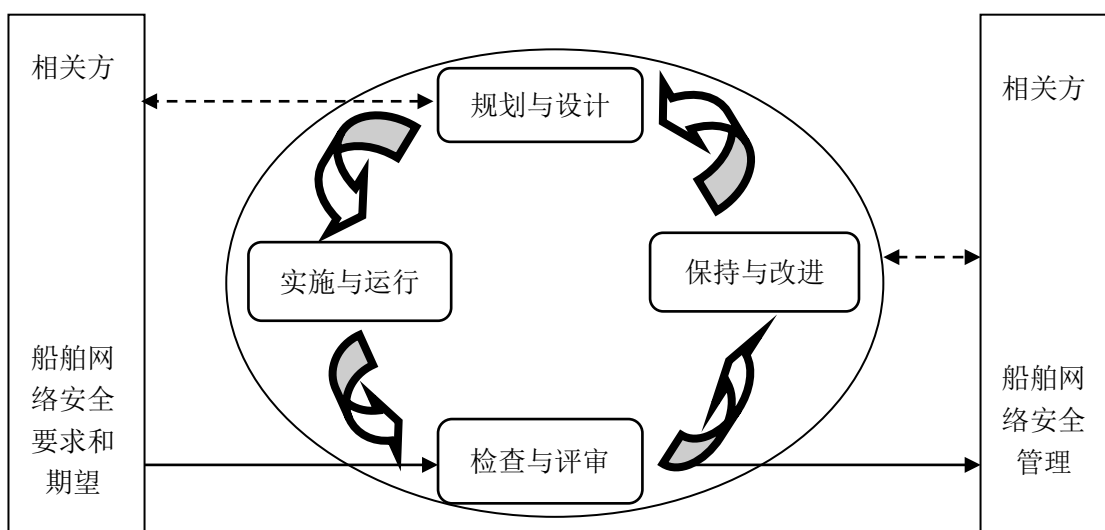 相关方
船舶网
络安全
要求和
期望
规划与设计
实施与运行
保持与改进
检查与评审
相关方
船舶网
络安全
管理